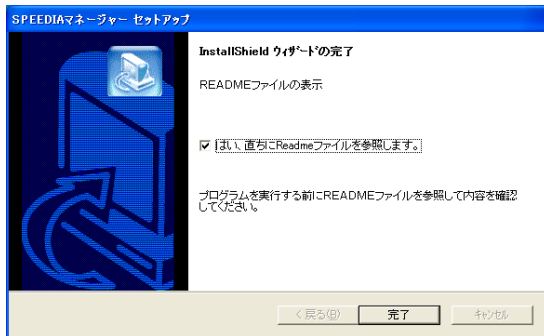 SPEEDIAマネージャー セットアップ
InstallShield ウィザードの完了
READMEファイルの表示
はい、直ちにReadmeファイルを参照します。
プログラムを実行する前にREADMEファイルを参照して内容を確認
してください。
< 戻る(B) 完了 キャンセル